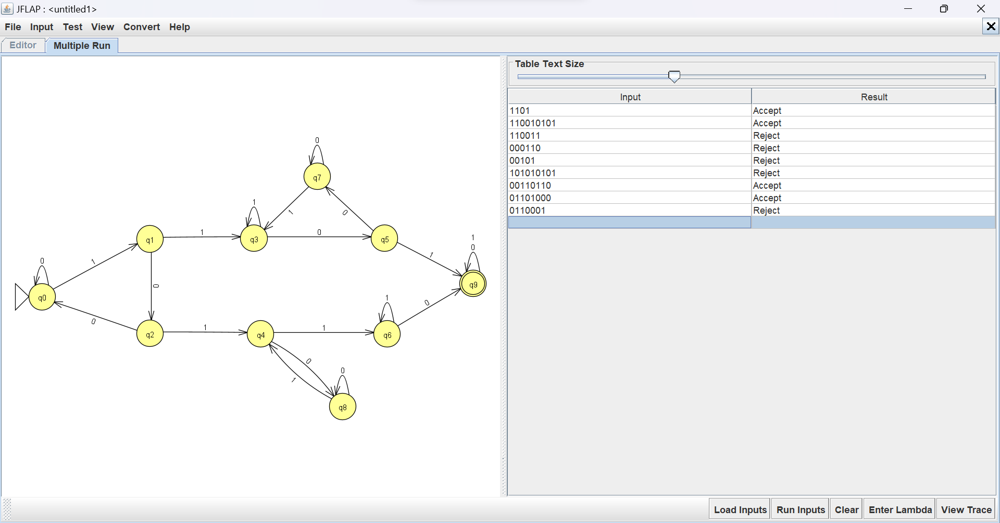 JFLAP : <untitled1>
File Input Test View Convert Help
Editor Multiple Run
Table Text Size
Input Result
1101 Accept
110010101 Accept
110011 Reject
000110 Reject
00101 Reject
101010101 Reject
00110110 Accept
01101000 Accept
0110001 Reject
0
q7
1
1
0
q3
1
0
q5
1
q1
1
0
1
q9
0
q0
1
0
0
q2
1
q4
1
1
q6
0
0
1
0
q8
Load Inputs Run Inputs Clear Enter Lambda View Trace